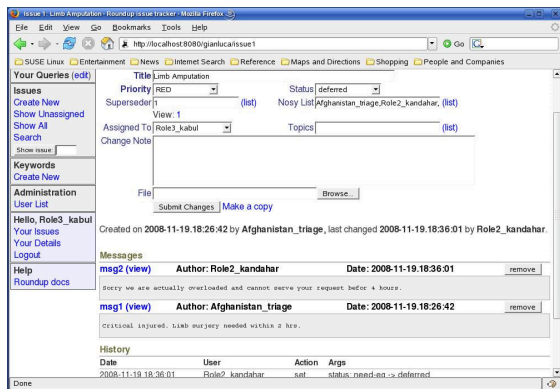 Issue 1: Limb Amputation - Roundup issue tracker - Mozilla Firefox
File Edit View Go Bookmarks Tools Help
http://localhost:8080/gianluca/issue1 Go
SUSE Linux Entertainment News Internet Search Reference Maps and Directions Shopping People and Companies
Your Queries (edit)
Issues
Create New
Show Unassigned
Show All
Search
Show issue:
Keywords
Create New
Administration
User List
Hello, Role3_kabul
Your Issues
Your Details
Logout
Help
Roundup docs
Title Limb Amputation
Priority RED Status deferred
Superseder 1 (list) Nosy List Afghanistan_triage,Role2_kandahar, (list)
View: 1
Assigned To Role3_kabul Topics (list)
Change Note
File Browse...
Submit Changes Make a copy
Created on 2008-11-19.18:26:42 by Afghanistan_triage, last changed 2008-11-19.18:36:01 by Role2_kandahar.
Messages
msg2 (view) Author: Role2_kandahar Date: 2008-11-19.18:36:01 remove
Sorry we are actually overloaded and cannot serve your request befor 4 hours.
msg1 (view) Author: Afghanistan_triage Date: 2008-11-19.18:26:42 remove
Critical injured. Limb surjery needed within 2 hrs.
History
Date User Action Args
2008-11-19 18:36:01 Role2_kandahar set status: need-eg -> deferred
Done